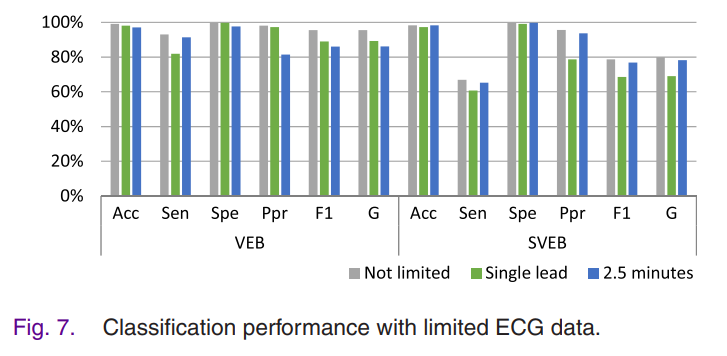 100%
80%
60%
40%
20%
0%
Acc Sen Spe Ppr F1 G Acc Sen Spe Ppr F1 G
VEB SVEB
Not limited Single lead 2.5 minutes
Fig. 7. Classification performance with limited ECG data.